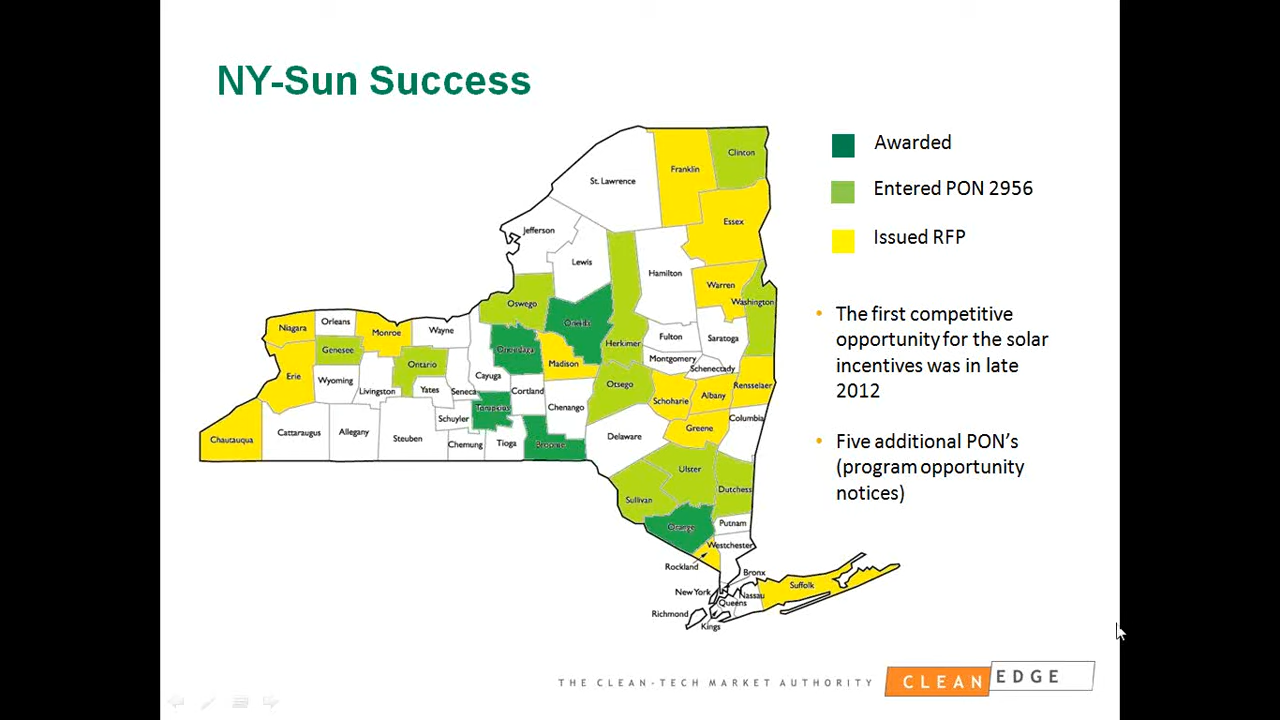 NY-Sun Success
Awarded
Entered PON 2956
Issued RFP
The first competitive
opportunity for the solar
incentives was in late
2012
Five additional PON's
(program opportunity
notices)
Clinton
Franklin
St. Lawrence
Essex
Jefferson
Lewis
Hamilton
Warren
Washington
Oswego
Oneida
Herkimer
Fulton
Saratoga
Montgomery
Schenectady
Niagara
Orleans
Monroe
Wayne
Genesee
Onondaga
Madison
Ontario
Erie
Wyoming
Livingston
Yates
Seneca
Cayuga
Cortland
Chenango
Otsego
Schoharie
Albany
Rensselaer
Tompkins
Schuyler
Greene
Columbia
Chautauqua
Cattaraugus
Allegany
Steuben
Chemung
Tioga
Broome
Delaware
Ulster
Dutchess
Sullivan
Orange
Putnam
Westchester
Rockland
Bronx
New York
Nassau
Suffolk
Queens
Richmond
Kings
THE CLEAN-TECH MARKET AUTHORITY
CLEAN EDGE